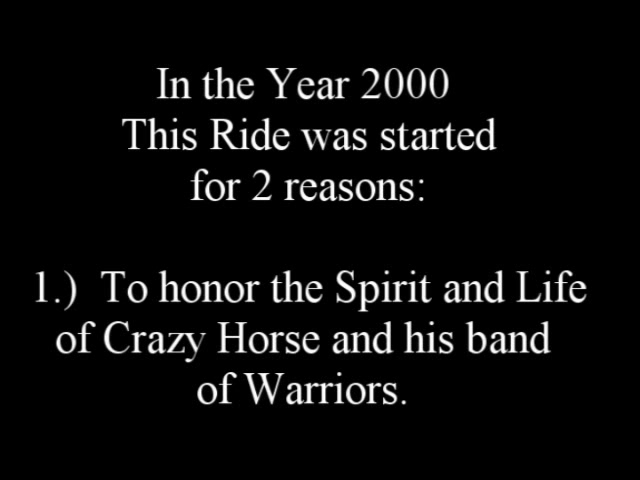 In the Year 2000
This Ride was started
for 2 reasons:
1.) To honor the Spirit and Life
of Crazy Horse and his band
of Warriors.